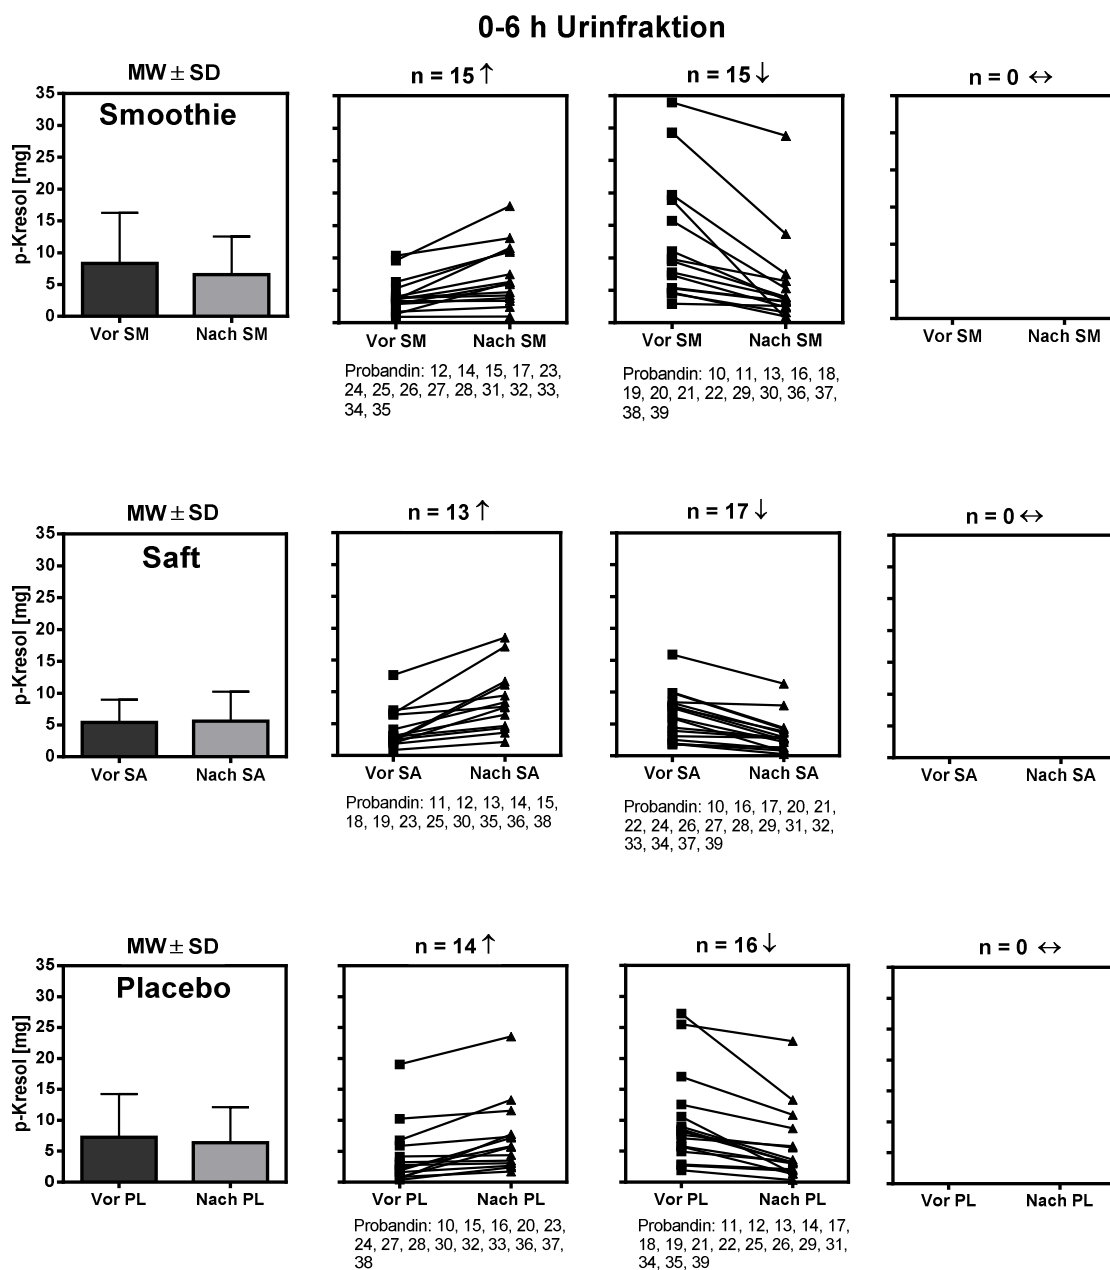 0-6 h Urinfraktion
MW ± SD
n = 15 ↑
n = 15 ↓
n = 0 ↔
Smoothie
p-Kresol [mg]
35
30
25
20
15
10
5
0
Vor SM Nach SM
Vor SM Nach SM
Vor SM Nach SM
Vor SM Nach SM
Probandin: 12, 14, 15, 17, 23,
24, 25, 26, 27, 28, 31, 32, 33,
34, 35
Probandin: 10, 11, 13, 16, 18,
19, 20, 21, 22, 29, 30, 36, 37,
38, 39
MW ± SD
n = 13 ↑
n = 17 ↓
n = 0 ↔
Saft
p-Kresol [mg]
35
30
25
20
15
10
5
0
Vor SA Nach SA
Vor SA Nach SA
Vor SA Nach SA
Vor SA Nach SA
Probandin: 11, 12, 13, 14, 15,
18, 19, 23, 25, 30, 35, 36, 38
Probandin: 10, 16, 17, 20, 21,
22, 24, 26, 27, 28, 29, 31, 32,
33, 34, 37, 39
MW ± SD
n = 14 ↑
n = 16 ↓
n = 0 ↔
Placebo
p-Kresol [mg]
35
30
25
20
15
10
5
0
Vor PL Nach PL
Vor PL Nach PL
Vor PL Nach PL
Vor PL Nach PL
Probandin: 10, 15, 16, 20, 23,
24, 27, 28, 30, 32, 33, 36, 37,
38
Probandin: 11, 12, 13, 14, 17,
18, 19, 21, 22, 25, 26, 29, 31,
34, 35, 39